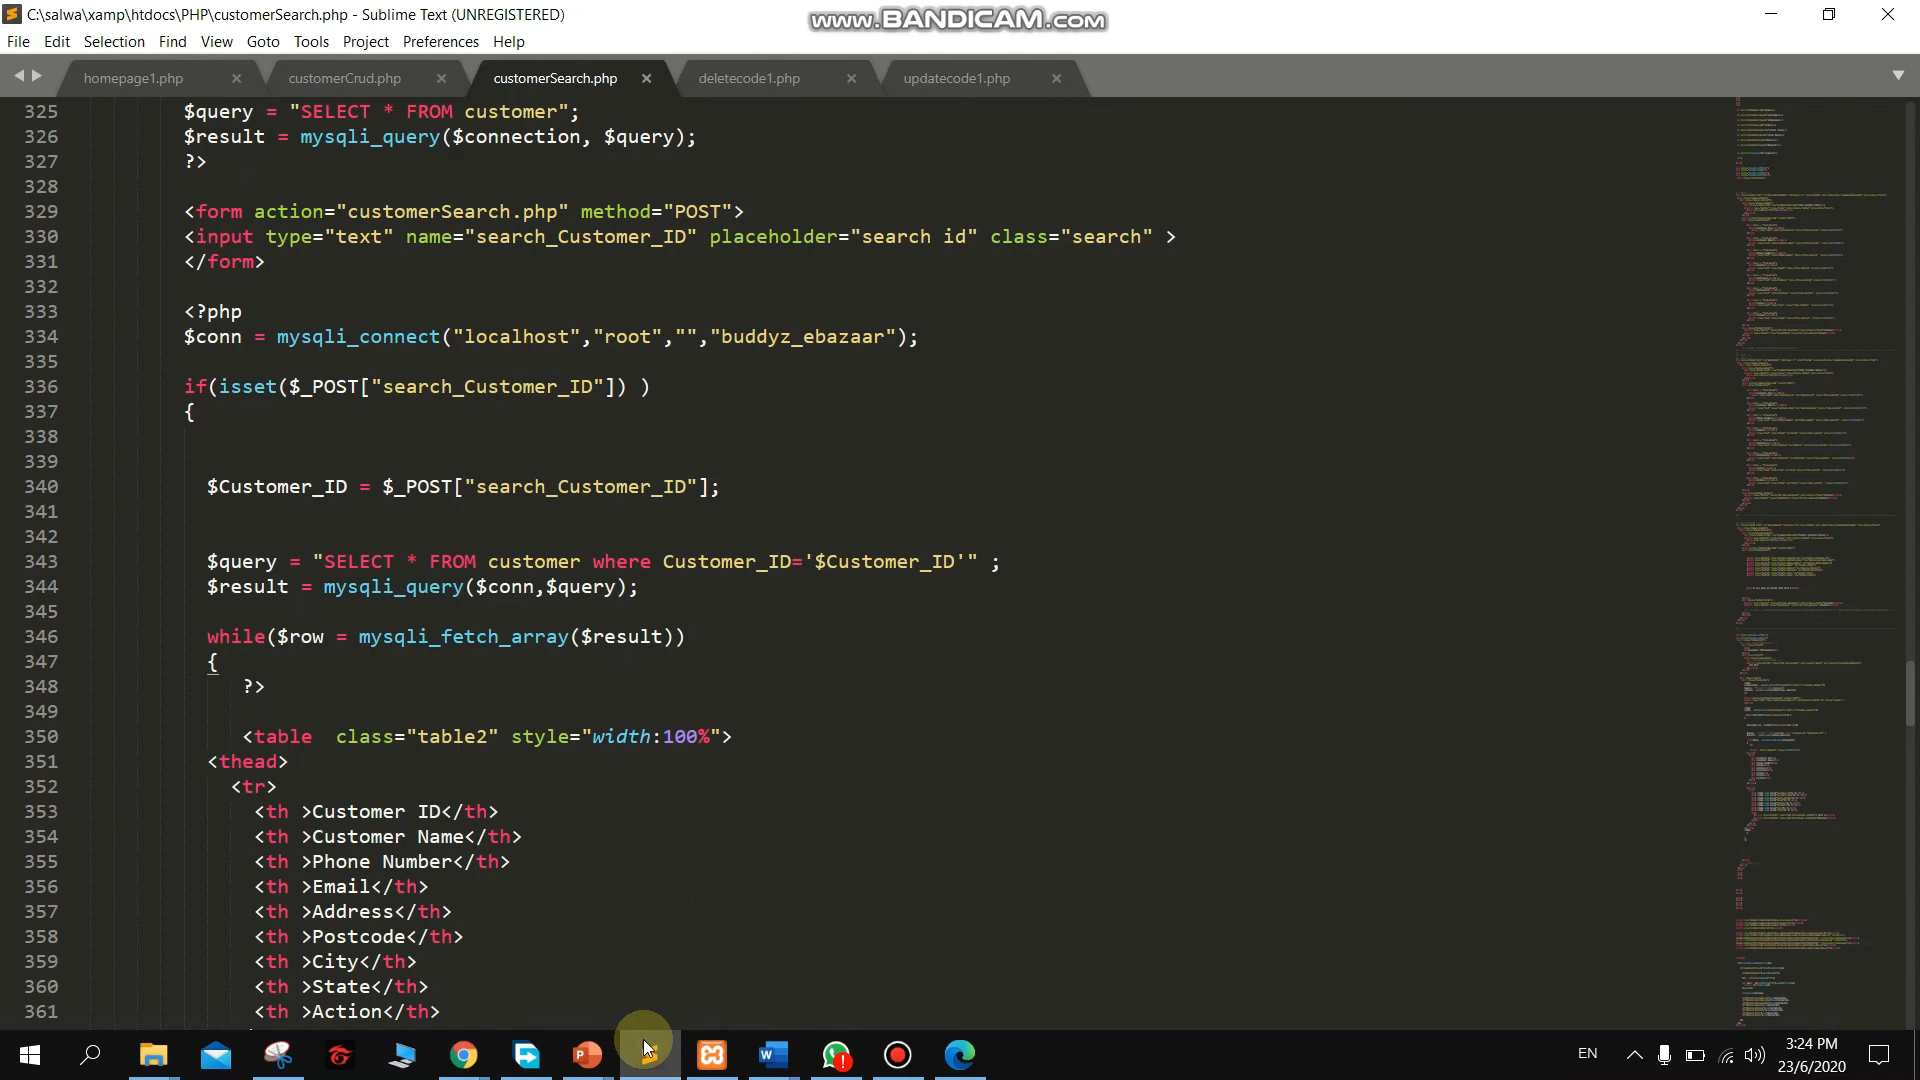 C:\salwa\xamp\htdocs\PHP\customerSearch.php - Sublime Text (UNREGISTERED)
www.BANDICAM.com
File Edit Selection Find View Goto Tools Project Preferences Help
homepage1.php customerCrud.php customerSearch.php deletecode1.php updatecode1.php
325 $query = "SELECT * FROM customer";
326 $result = mysqli_query($connection, $query);
327 ?>
328
329 <form action="customerSearch.php" method="POST">
330 <input type="text" name="search_Customer_ID" placeholder="search id" class="search" >
331 </form>
332
333 <?php
334 $conn = mysqli_connect("localhost","root","","buddyz_ebazaar");
335
336 if(isset($_POST["search_Customer_ID"]) )
337 {
338
339
340 $Customer_ID = $_POST["search_Customer_ID"];
341
342
343 $query = "SELECT * FROM customer where Customer_ID='$Customer_ID'" ;
344 $result = mysqli_query($conn,$query);
345
346 while($row = mysqli_fetch_array($result))
347 {
348 ?>
349
350 <table  class="table2" style="width:100%">
351 <thead>
352 <tr>
353 <th >Customer ID</th>
354 <th >Customer Name</th>
355 <th >Phone Number</th>
356 <th >Email</th>
357 <th >Address</th>
358 <th >Postcode</th>
359 <th >City</th>
360 <th >State</th>
361 <th >Action</th>
EN
3:24 PM
23/6/2020